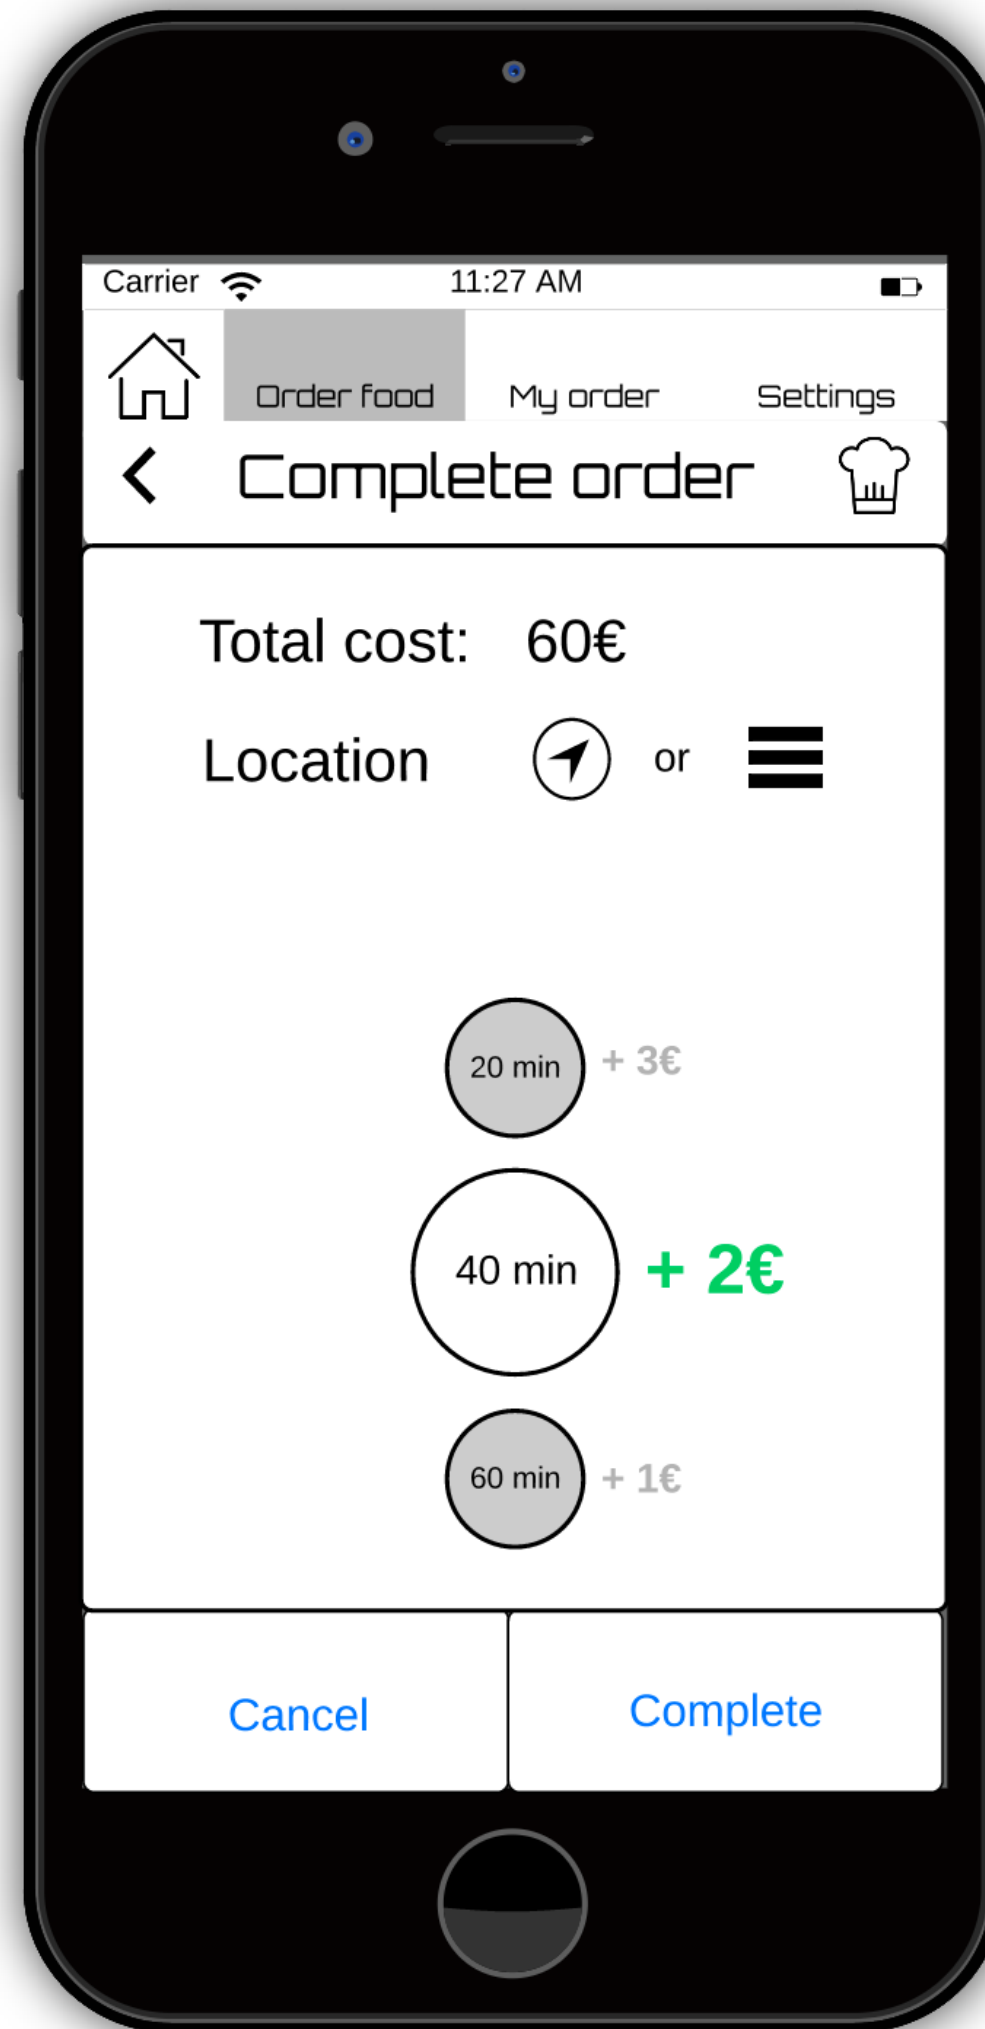 Carrier 11:27 AM
Order food My order Settings
Complete order
Total cost: 60€
Location or
20 min + 3€
40 min + 2€
60 min + 1€
Cancel Complete